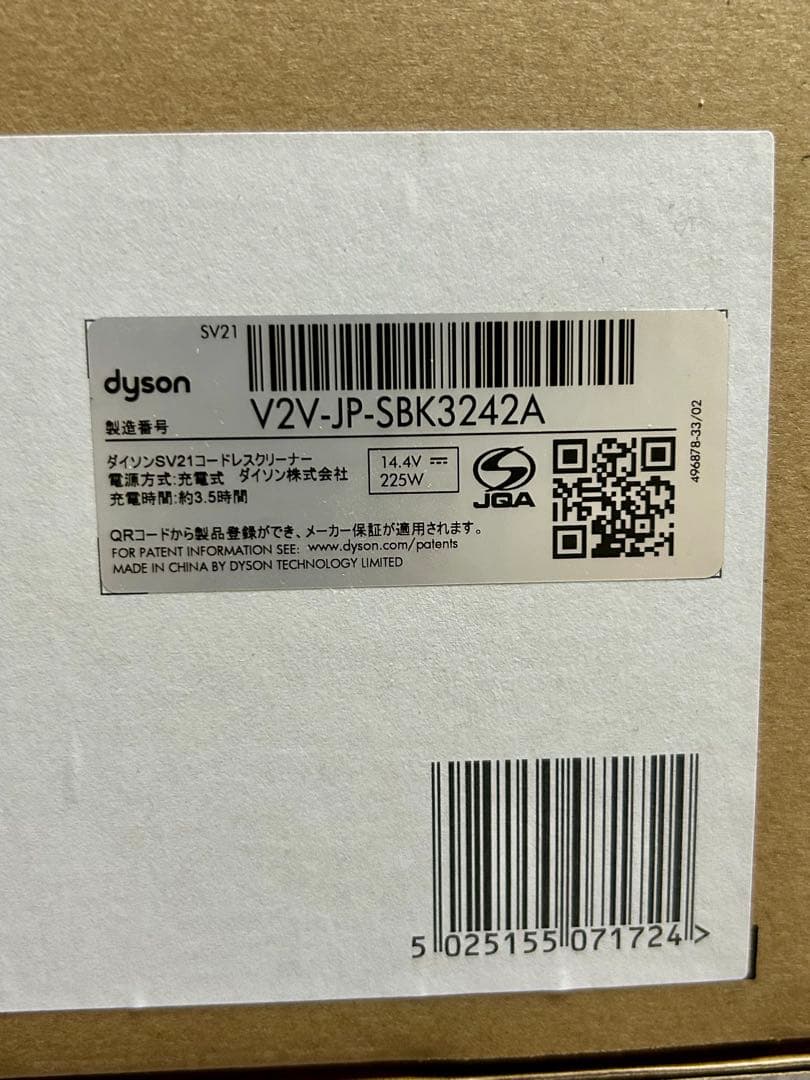 SV21
dyson
製造番号
V2V-JP-SBK3242A
ダイソンSV21コードレスクリーナー
電源方式:充電式 ダイソン株式会社
充電時間:約3.5時間
14.4V ⎓
225W
JQA
496878-33/02
QRコードから製品登録ができ、メーカー保証が適用されます。
FOR PATENT INFORMATION SEE: www.dyson.com/patents
MADE IN CHINA BY DYSON TECHNOLOGY LIMITED
5 025155 071724 >